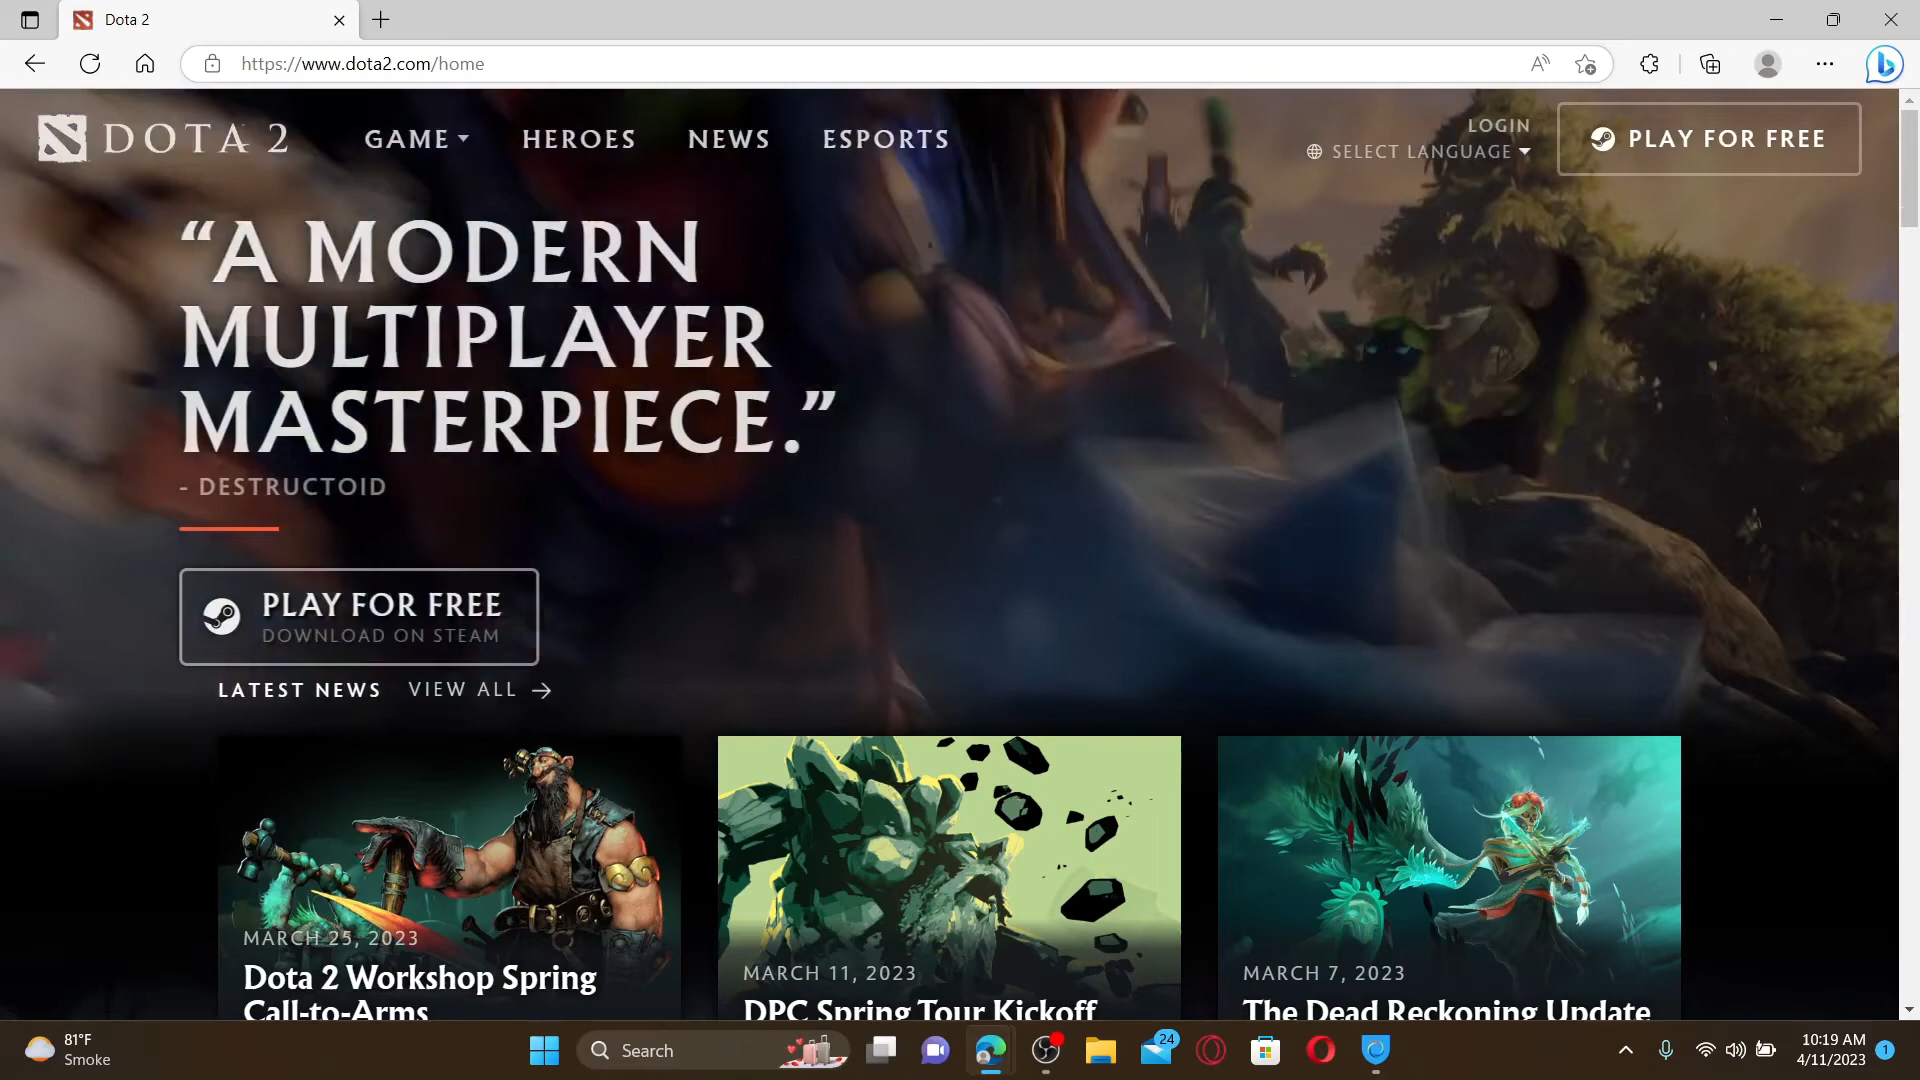 Dota 2
https://www.dota2.com/home
DOTA 2
GAME
HEROES
NEWS
ESPORTS
LOGIN
SELECT LANGUAGE
PLAY FOR FREE
“A MODERN
MULTIPLAYER
MASTERPIECE.”
- DESTRUCTOID
PLAY FOR FREE
DOWNLOAD ON STEAM
LATEST NEWS VIEW ALL
MARCH 25, 2023
Dota 2 Workshop Spring
Call-to-Arms
MARCH 11, 2023
DPC Spring Tour Kickoff
MARCH 7, 2023
The Dead Reckoning Update
81°F
Smoke
Search
24
10:19 AM
4/11/2023
1